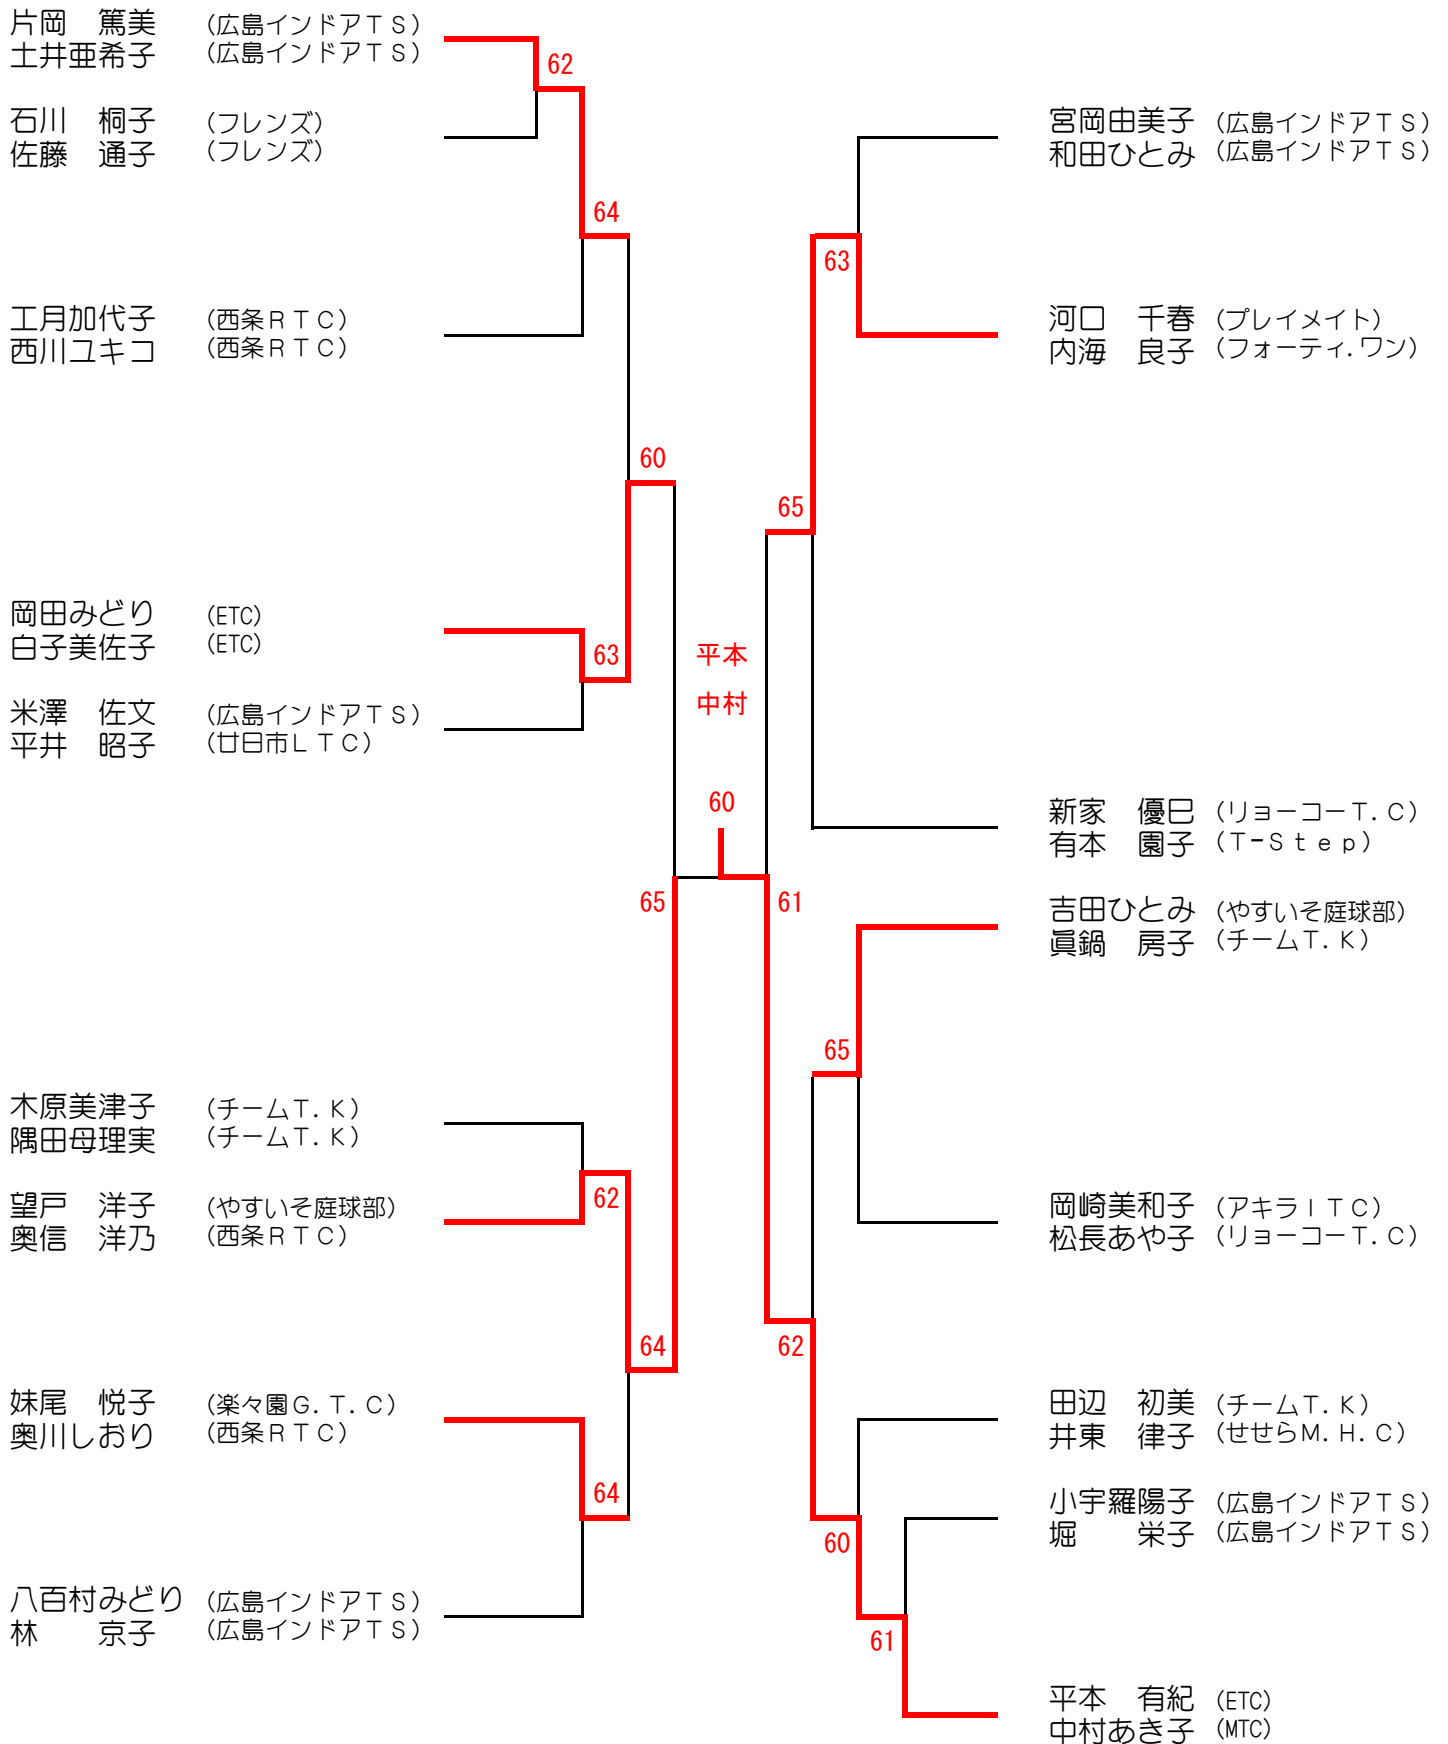 片岡　篤美 (広島インドアＴＳ)
土井亜希子 (広島インドアＴＳ)
62
石川　桐子 (フレンズ)
佐藤　通子 (フレンズ)
64
工月加代子 (西条ＲＴＣ)
西川ユキコ (西条ＲＴＣ)
60
岡田みどり (ETC)
白子美佐子 (ETC)
63
米澤　佐文 (広島インドアＴＳ)
平井　昭子 (廿日市ＬＴＣ)
65
木原美津子 (チームＴ.Ｋ)
隅田母理実 (チームＴ.Ｋ)
62
望戸　洋子 (やすいそ庭球部)
奥信　洋乃 (西条ＲＴＣ)
64
妹尾　悦子 (楽々園Ｇ.Ｔ.Ｃ)
奥川しおり (西条ＲＴＣ)
64
八百村みどり (広島インドアＴＳ)
林　　京子 (広島インドアＴＳ)
平本
中村
60
宮岡由美子 (広島インドアＴＳ)
和田ひとみ (広島インドアＴＳ)
63
河口　千春 (プレイメイト)
内海　良子 (フォーティ.ワン)
65
新家　優巳 (リョーコーＴ.Ｃ)
有本　園子 (Ｔ-Ｓｔｅｐ)
61
吉田ひとみ (やすいそ庭球部)
眞鍋　房子 (チームＴ.Ｋ)
65
岡崎美和子 (アキラＩＴＣ)
松長あや子 (リョーコーＴ.Ｃ)
62
田辺　初美 (チームＴ.Ｋ)
井東　律子 (せせらＭ.Ｈ.Ｃ)
小宇羅陽子 (広島インドアＴＳ)
堀　　栄子 (広島インドアＴＳ)
60
61
平本　有紀 (ETC)
中村あき子 (MTC)